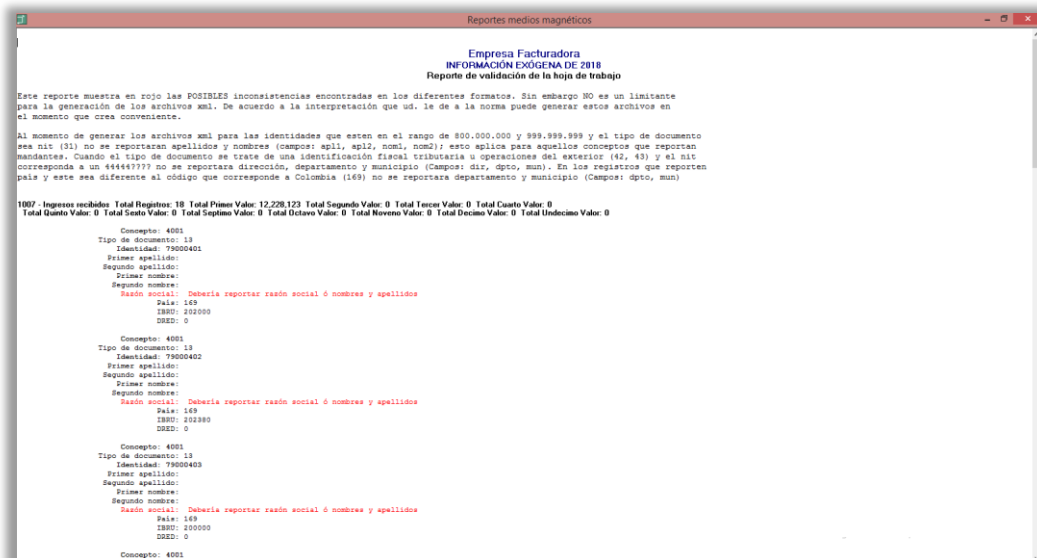 Reportes medios magnéticos
Empresa Facturadora
INFORMACIÓN EXÓGENA DE 2018
Reporte de validación de la hoja de trabajo
Este reporte muestra en rojo las POSIBLES inconsistencias encontradas en los diferentes formatos. Sin embargo NO es un limitante
para la generación de los archivos xml. De acuerdo a la interpretación que ud. le de a la norma puede generar estos archivos en
el momento que crea conveniente.
Al momento de generar los archivos xml para las identidades que esten en el rango de 800.000.000 y 999.999.999 y el tipo de documento
sea nit (31) no se reportaran apellidos y nombres (campos: apl1, apl2, nom1, nom2); esto aplica para aquellos conceptos que reportan
mandantes. Cuando el tipo de documento se trate de una identificación fiscal tributaria u operaciones del exterior (42, 43) y el nit
corresponda a un 44444???? no se reportara dirección, departamento y municipio (Campos: dir, dpto, mun). En los registros que reporten
país y este sea diferente al código que corresponde a Colombia (169) no se reportara departamento y municipio (Campos: dpto, mun)
1007 - Ingresos recibidos Total Registros: 18 Total Primer Valor: 12,228,123 Total Segundo Valor: 0 Total Tercer Valor: 0 Total Cuarto Valor: 0
Total Quinto Valor: 0 Total Sexto Valor: 0 Total Septimo Valor: 0 Total Octavo Valor: 0 Total Noveno Valor: 0 Total Decimo Valor: 0 Total Undecimo Valor: 0
Concepto: 4001
Tipo de documento: 13
Identidad: 79000401
Primer apellido:
Segundo apellido:
Primer nombre:
Segundo nombre:
Razón social: Debería reportar razón social ó nombres y apellidos
País: 169
IBRU: 202000
DRED: 0
Concepto: 4001
Tipo de documento: 13
Identidad: 79000402
Primer apellido:
Segundo apellido:
Primer nombre:
Segundo nombre:
Razón social: Debería reportar razón social ó nombres y apellidos
País: 169
IBRU: 202380
DRED: 0
Concepto: 4001
Tipo de documento: 13
Identidad: 79000403
Primer apellido:
Segundo apellido:
Primer nombre:
Segundo nombre:
Razón social: Debería reportar razón social ó nombres y apellidos
País: 169
IBRU: 200000
DRED: 0
Concepto: 4001